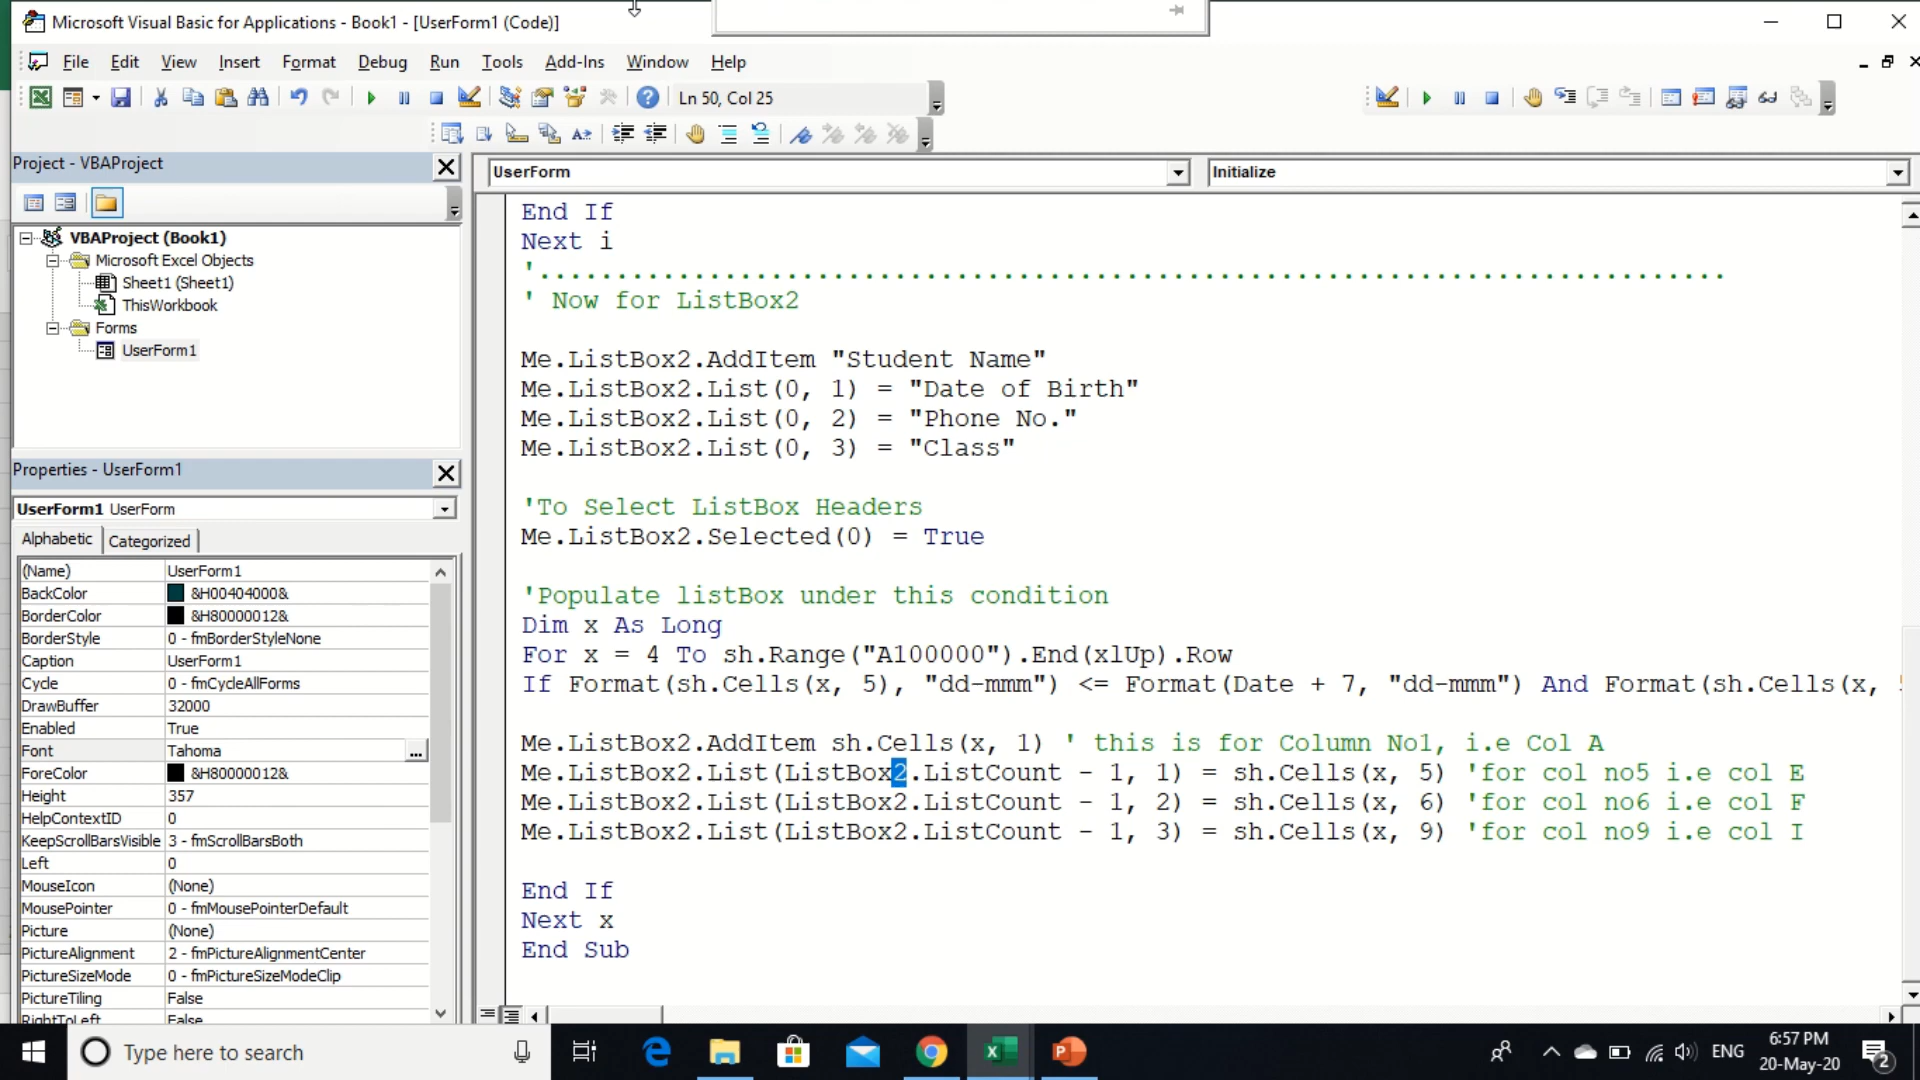 Microsoft Visual Basic for Applications - Book1 - [UserForm1 (Code)]
File Edit View Insert Format Debug Run Tools Add-Ins Window Help
Ln 50, Col 25
Project - VBAProject
VBAProject (Book1)
Microsoft Excel Objects
Sheet1 (Sheet1)
ThisWorkbook
Forms
UserForm1
Properties - UserForm1
UserForm1 UserForm
Alphabetic Categorized
(Name) UserForm1
BackColor &H00404000&
BorderColor &H80000012&
BorderStyle 0 - fmBorderStyleNone
Caption UserForm1
Cycle 0 - fmCycleAllForms
DrawBuffer 32000
Enabled True
Font Tahoma ...
ForeColor &H80000012&
Height 357
HelpContextID 0
KeepScrollBarsVisible 3 - fmScrollBarsBoth
Left 0
MouseIcon (None)
MousePointer 0 - fmMousePointerDefault
Picture (None)
PictureAlignment 2 - fmPictureAlignmentCenter
PictureSizeMode 0 - fmPictureSizeModeClip
PictureTiling False
RightToLeft False
UserForm Initialize
End If
Next i
'.............................................................................
' Now for ListBox2
Me.ListBox2.AddItem "Student Name"
Me.ListBox2.List(0, 1) = "Date of Birth"
Me.ListBox2.List(0, 2) = "Phone No."
Me.ListBox2.List(0, 3) = "Class"
'To Select ListBox Headers
Me.ListBox2.Selected(0) = True
'Populate listBox under this condition
Dim x As Long
For x = 4 To sh.Range("A100000").End(xlUp).Row
If Format(sh.Cells(x, 5), "dd-mmm") <= Format(Date + 7, "dd-mmm") And Format(sh.Cells(x,
Me.ListBox2.AddItem sh.Cells(x, 1) ' this is for Column No1, i.e Col A
Me.ListBox2.List(ListBox2.ListCount - 1, 1) = sh.Cells(x, 5) 'for col no5 i.e col E
Me.ListBox2.List(ListBox2.ListCount - 1, 2) = sh.Cells(x, 6) 'for col no6 i.e col F
Me.ListBox2.List(ListBox2.ListCount - 1, 3) = sh.Cells(x, 9) 'for col no9 i.e col I
End If
Next x
End Sub
Type here to search
ENG
6:57 PM
20-May-20
2